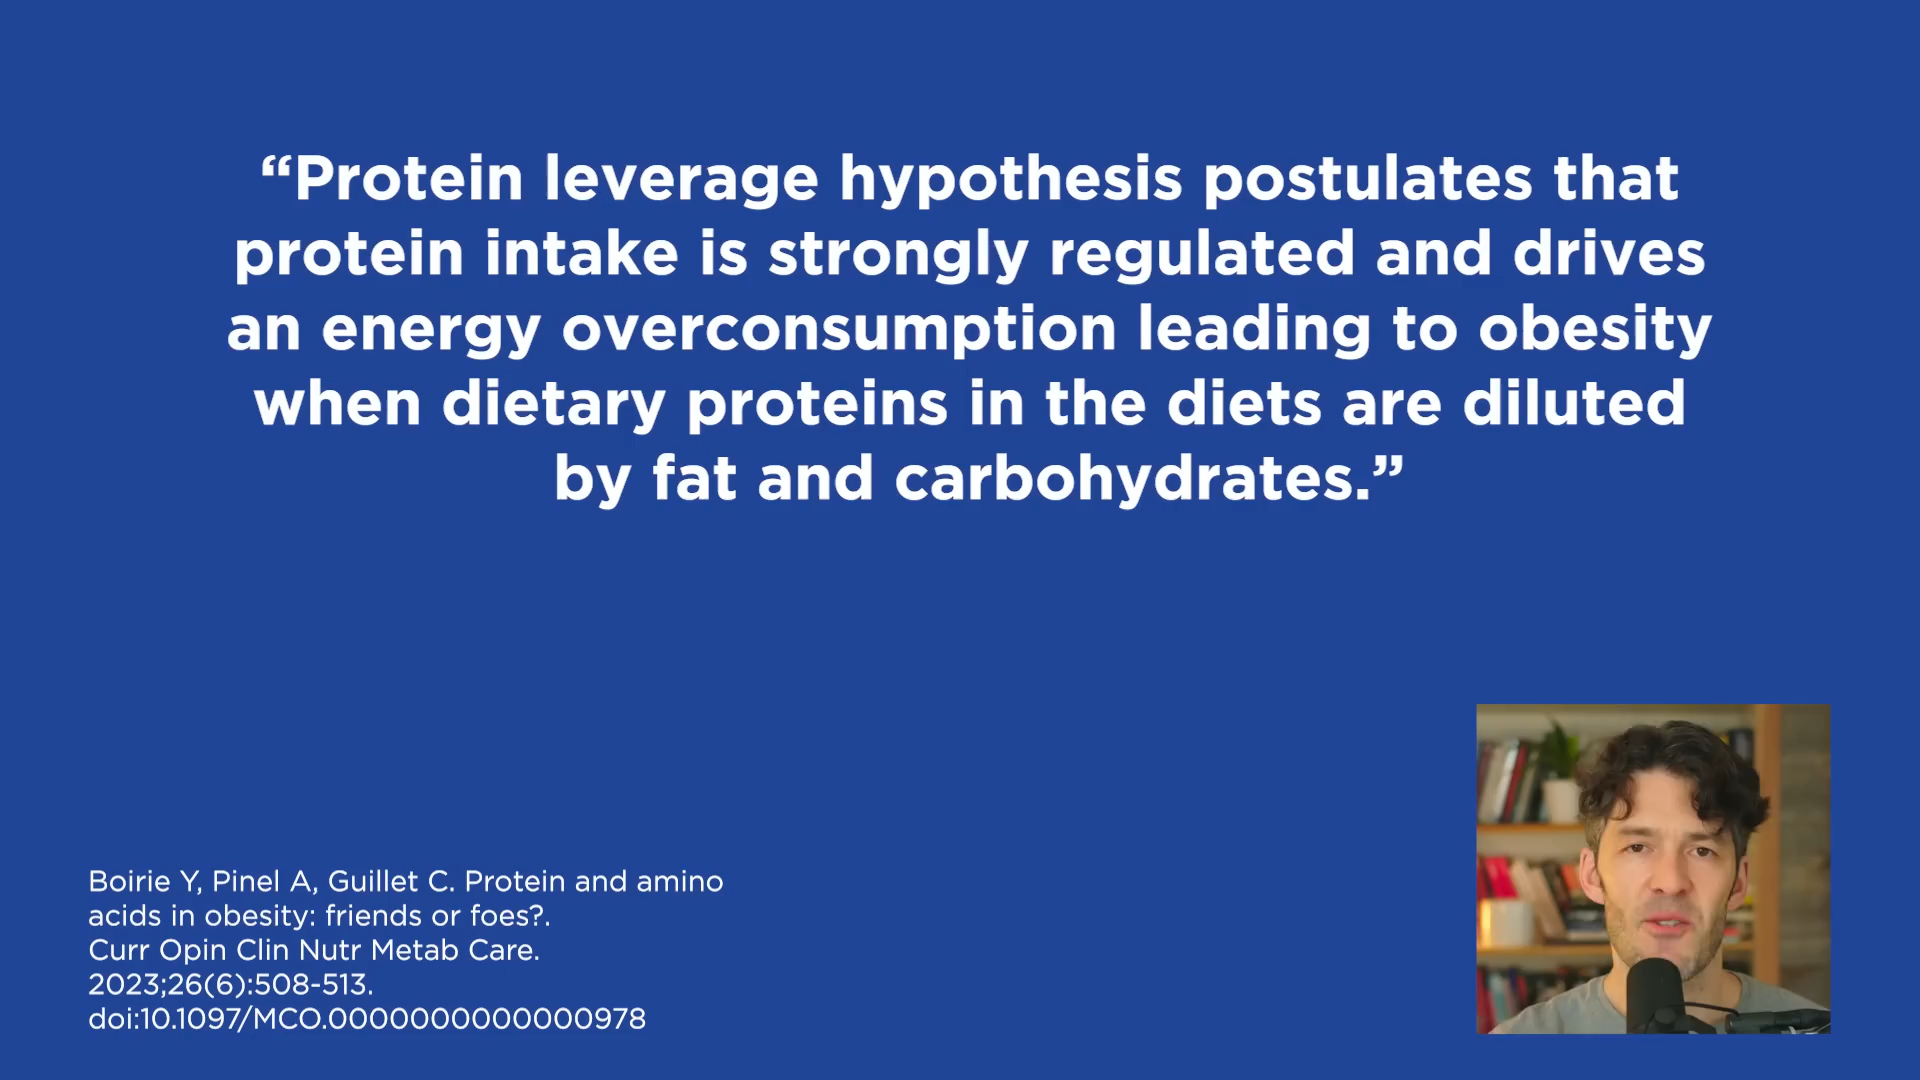 “Protein leverage hypothesis postulates that
protein intake is strongly regulated and drives
an energy overconsumption leading to obesity
when dietary proteins in the diets are diluted
by fat and carbohydrates.”
Boirie Y, Pinel A, Guillet C. Protein and amino
acids in obesity: friends or foes?.
Curr Opin Clin Nutr Metab Care.
2023;26(6):508-513.
doi:10.1097/MCO.0000000000000978